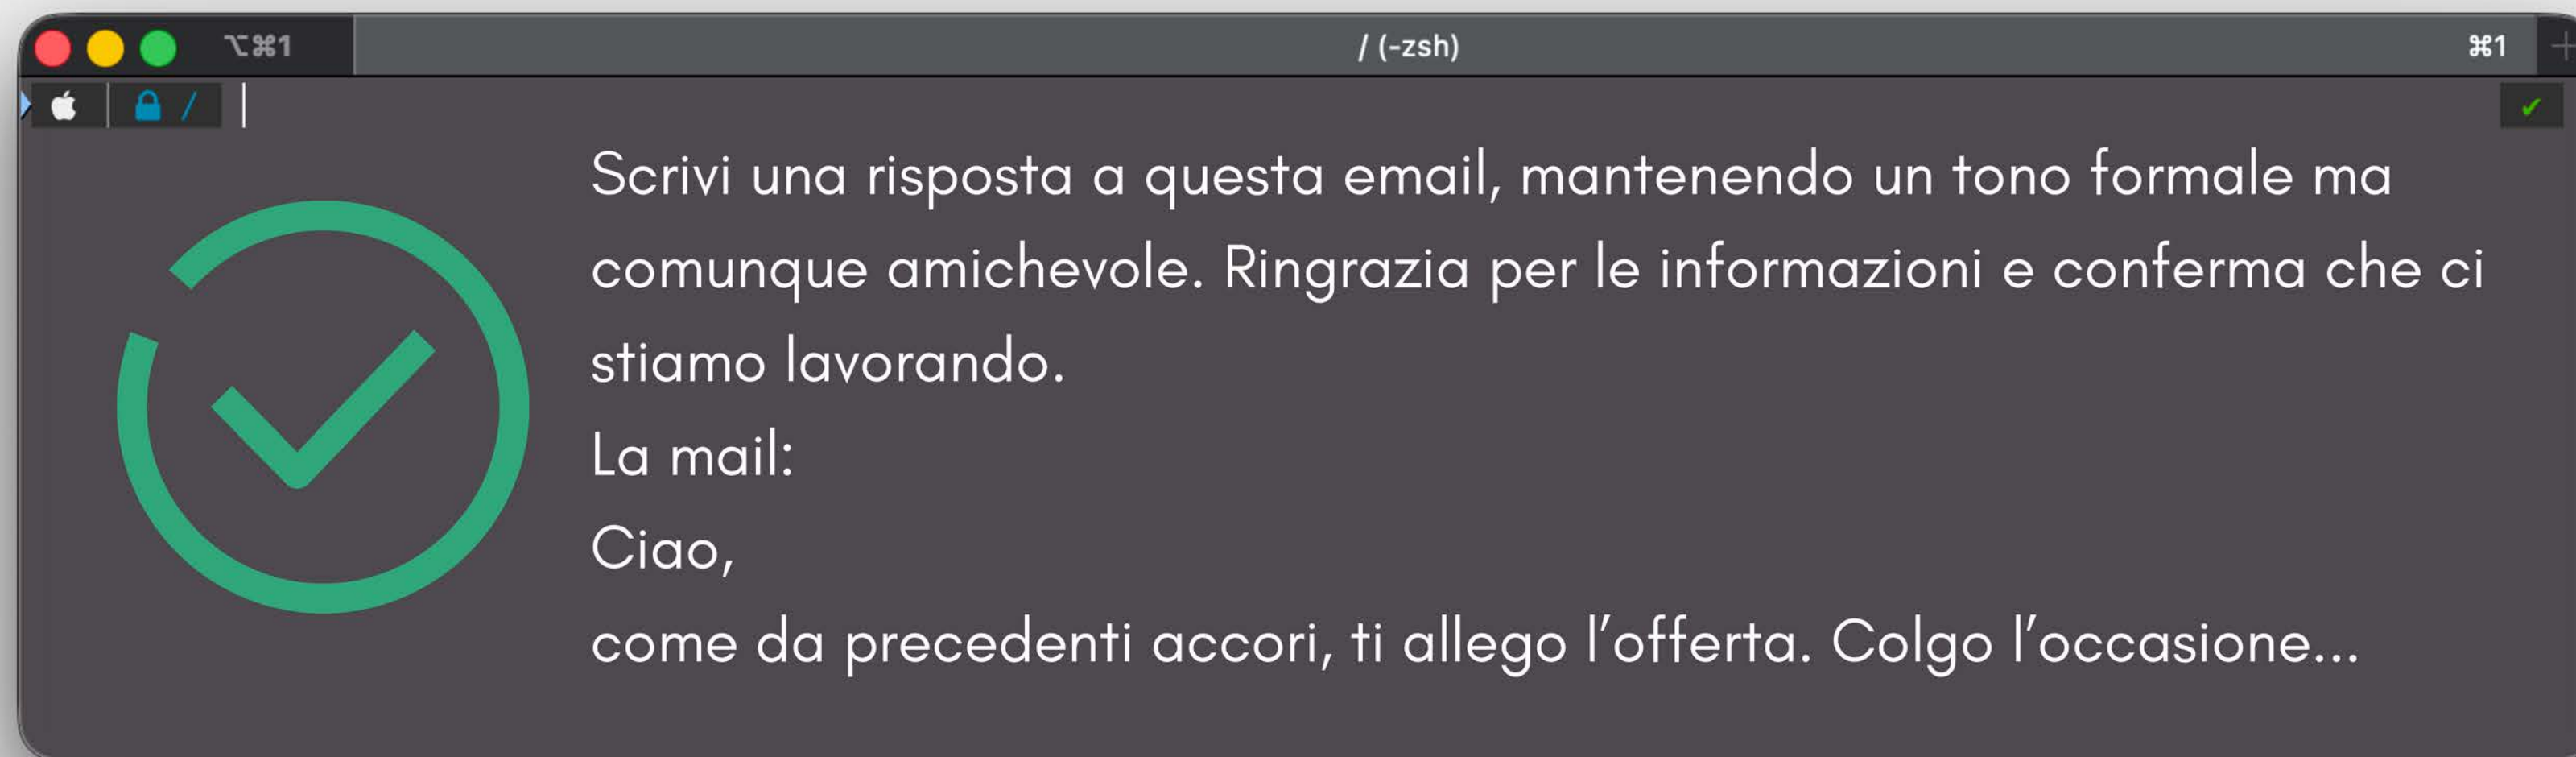 ⌥⌘1 / (-zsh) ⌘1
/
Scrivi una risposta a questa email, mantenendo un tono formale ma
comunque amichevole. Ringrazia per le informazioni e conferma che ci
stiamo lavorando.
La mail:
Ciao,
come da precedenti accori, ti allego l’offerta. Colgo l’occasione...